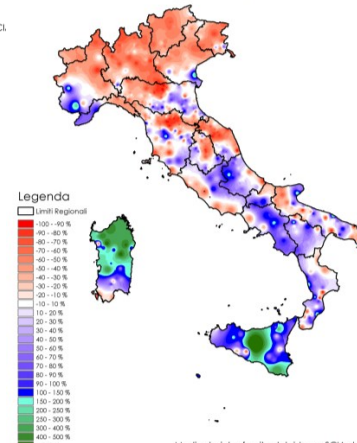 Legenda
Limiti Regionali
-100 - -90 %
-90 - -80 %
-80 - -70 %
-70 - -60 %
-60 - -50 %
-50 - -40 %
-40 - -30 %
-30 - -20 %
-20 - -10 %
-10 - 10 %
10 - 20 %
20 - 30 %
30 - 40 %
40 - 50 %
50 - 60 %
60 - 70 %
70 - 80 %
80 - 90 %
90 - 100 %
100 - 150 %
150 - 200 %
200 - 250 %
250 - 300 %
300 - 400 %
400 - 500 %